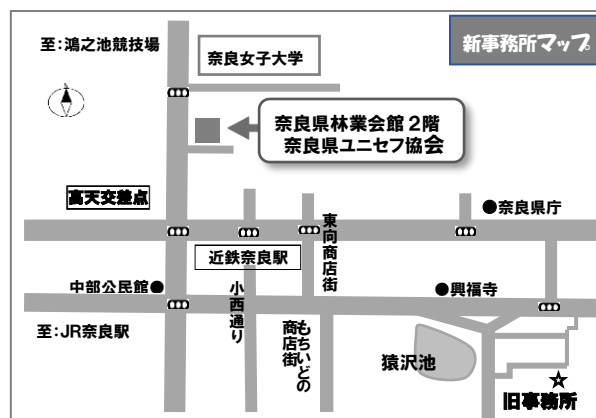 新事務所マップ
至:鴻之池競技場
奈良女子大学
奈良県林業会館2階
奈良県ユニセフ協会
高天交差点
●奈良県庁
東向商店街
近鉄奈良駅
中部公民館●
小西通り
●興福寺
至:JR奈良駅
もちいどの
商店街
猿沢池
旧事務所